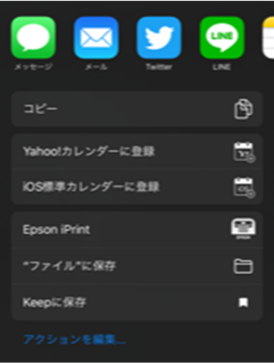 メッセージ
メール
Twitter
LINE
コピー
Yahoo!カレンダーに登録
iOS標準カレンダーに登録
Epson iPrint
"ファイル"に保存
Keepに保存
アクションを編集...